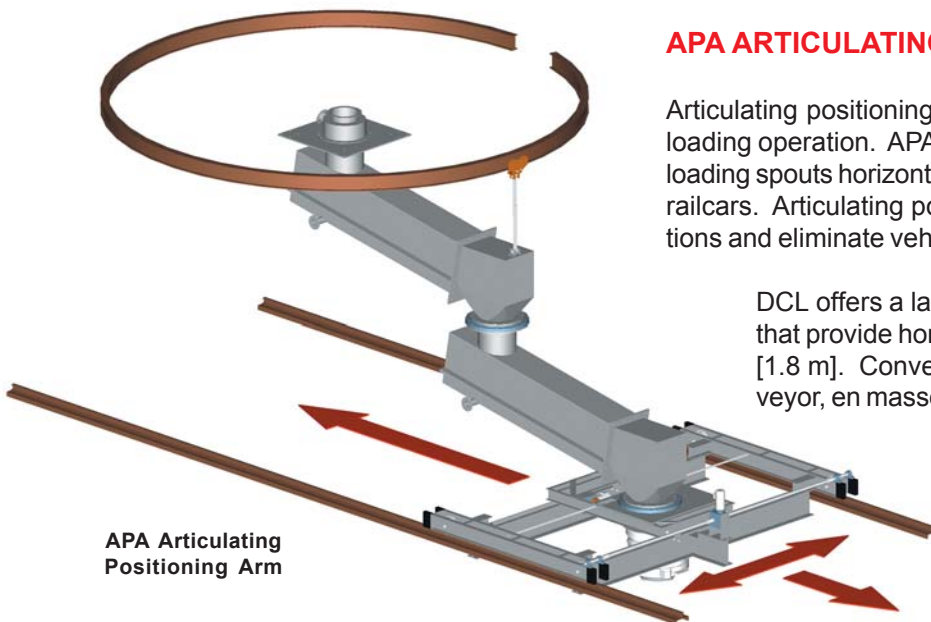 APA ARTICULATING
Articulating positioning
loading operation. APA
loading spouts horizont
railcars. Articulating po
tions and eliminate veh
DCL offers a la
that provide hor
[1.8 m]. Conve
veyor, en masse
APA Articulating
Positioning Arm